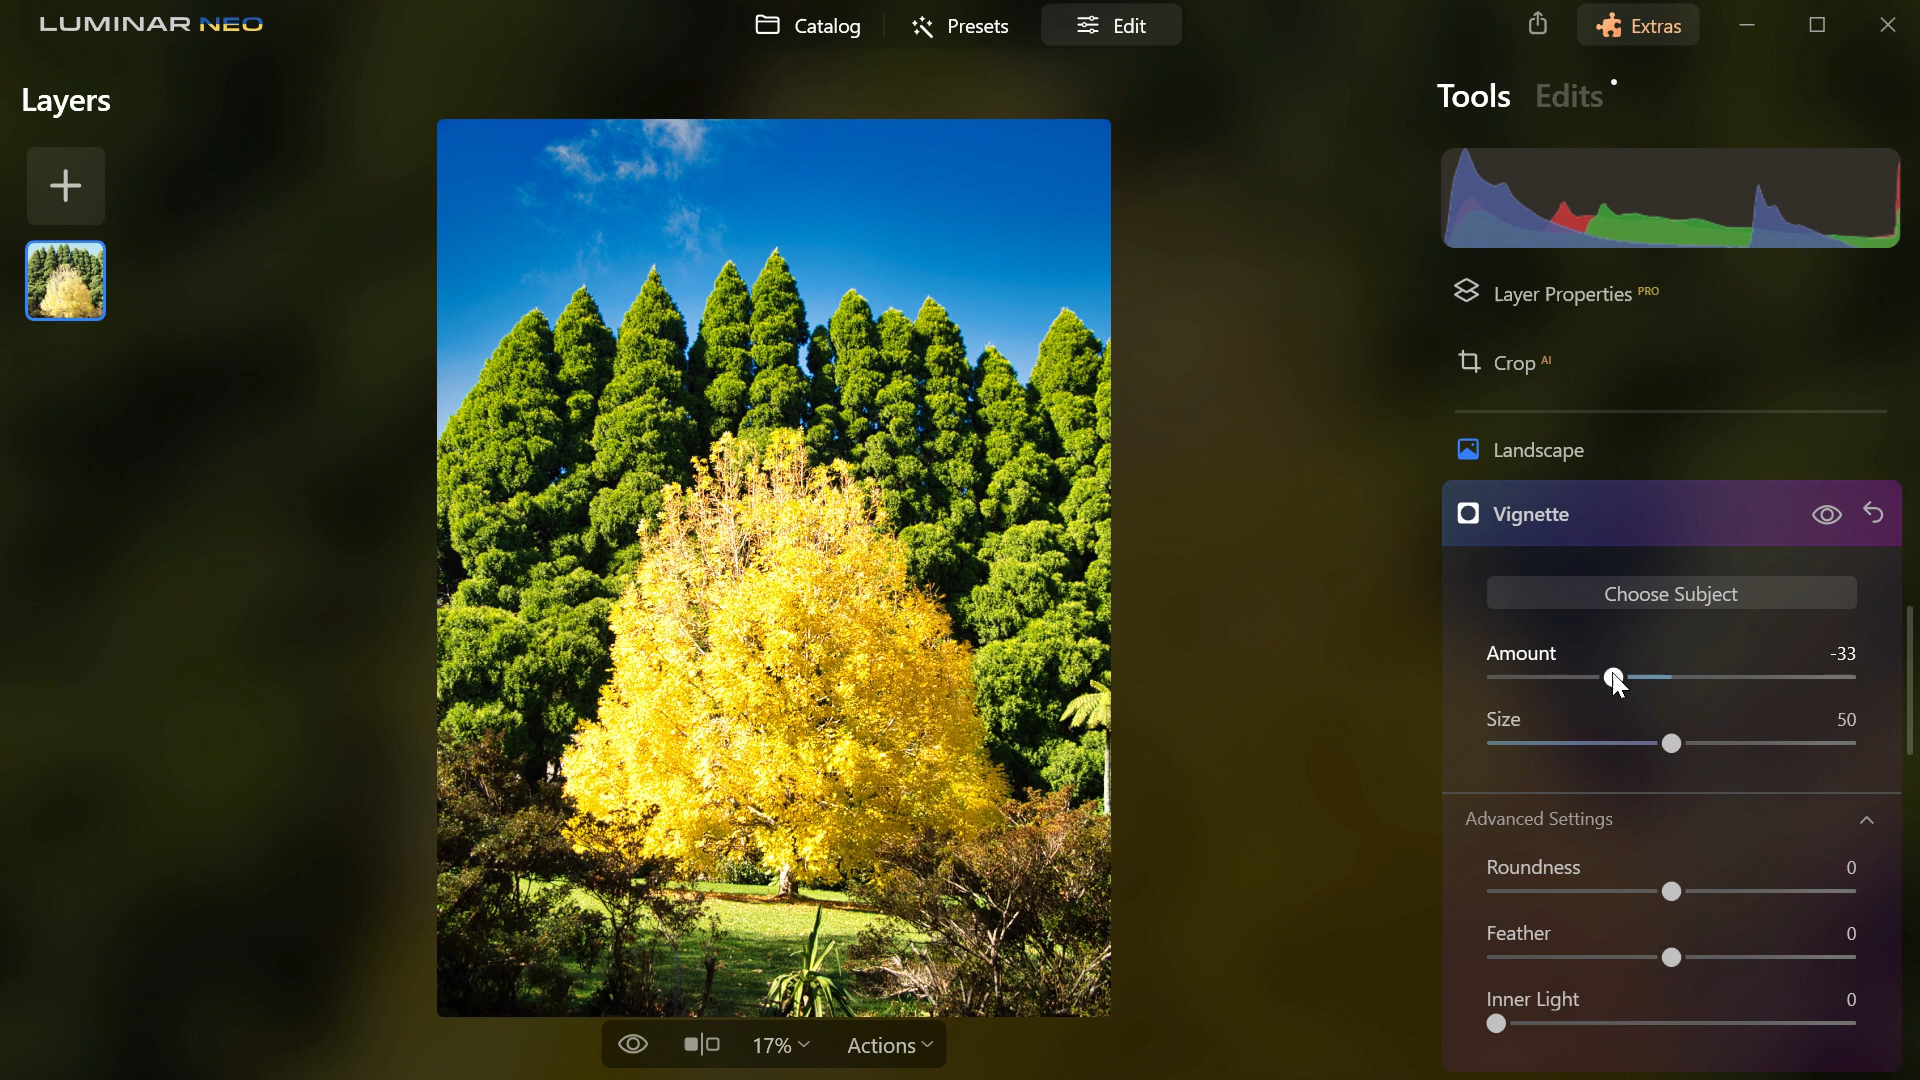 LUMINAR NEO
Catalog
Presets
Edit
Extras
Layers
Tools
Edits
Layer Properties PRO
Crop AI
Landscape
Vignette
Choose Subject
Amount
-33
Size
50
Advanced Settings
Roundness
0
Feather
0
Inner Light
0
17%
Actions